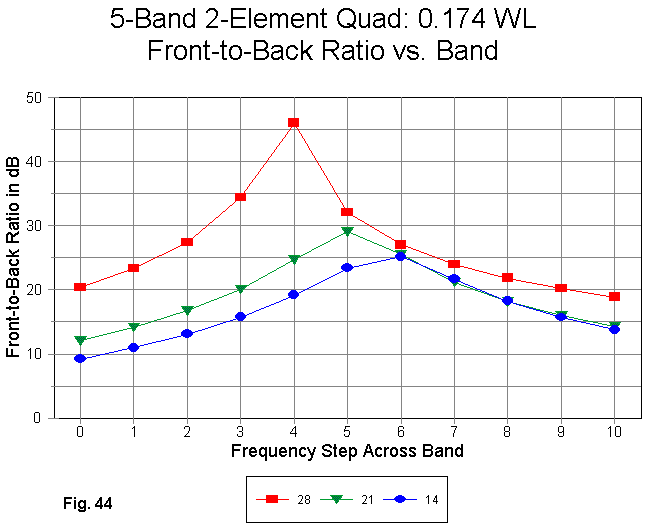 5-Band 2-Element Quad: 0.174 WL
Front-to-Back Ratio vs. Band
Front-to-Back Ratio in dB
50
40
30
20
10
0
0 1 2 3 4 5 6 7 8 9 10
Frequency Step Across Band
Fig. 44
28 21 14